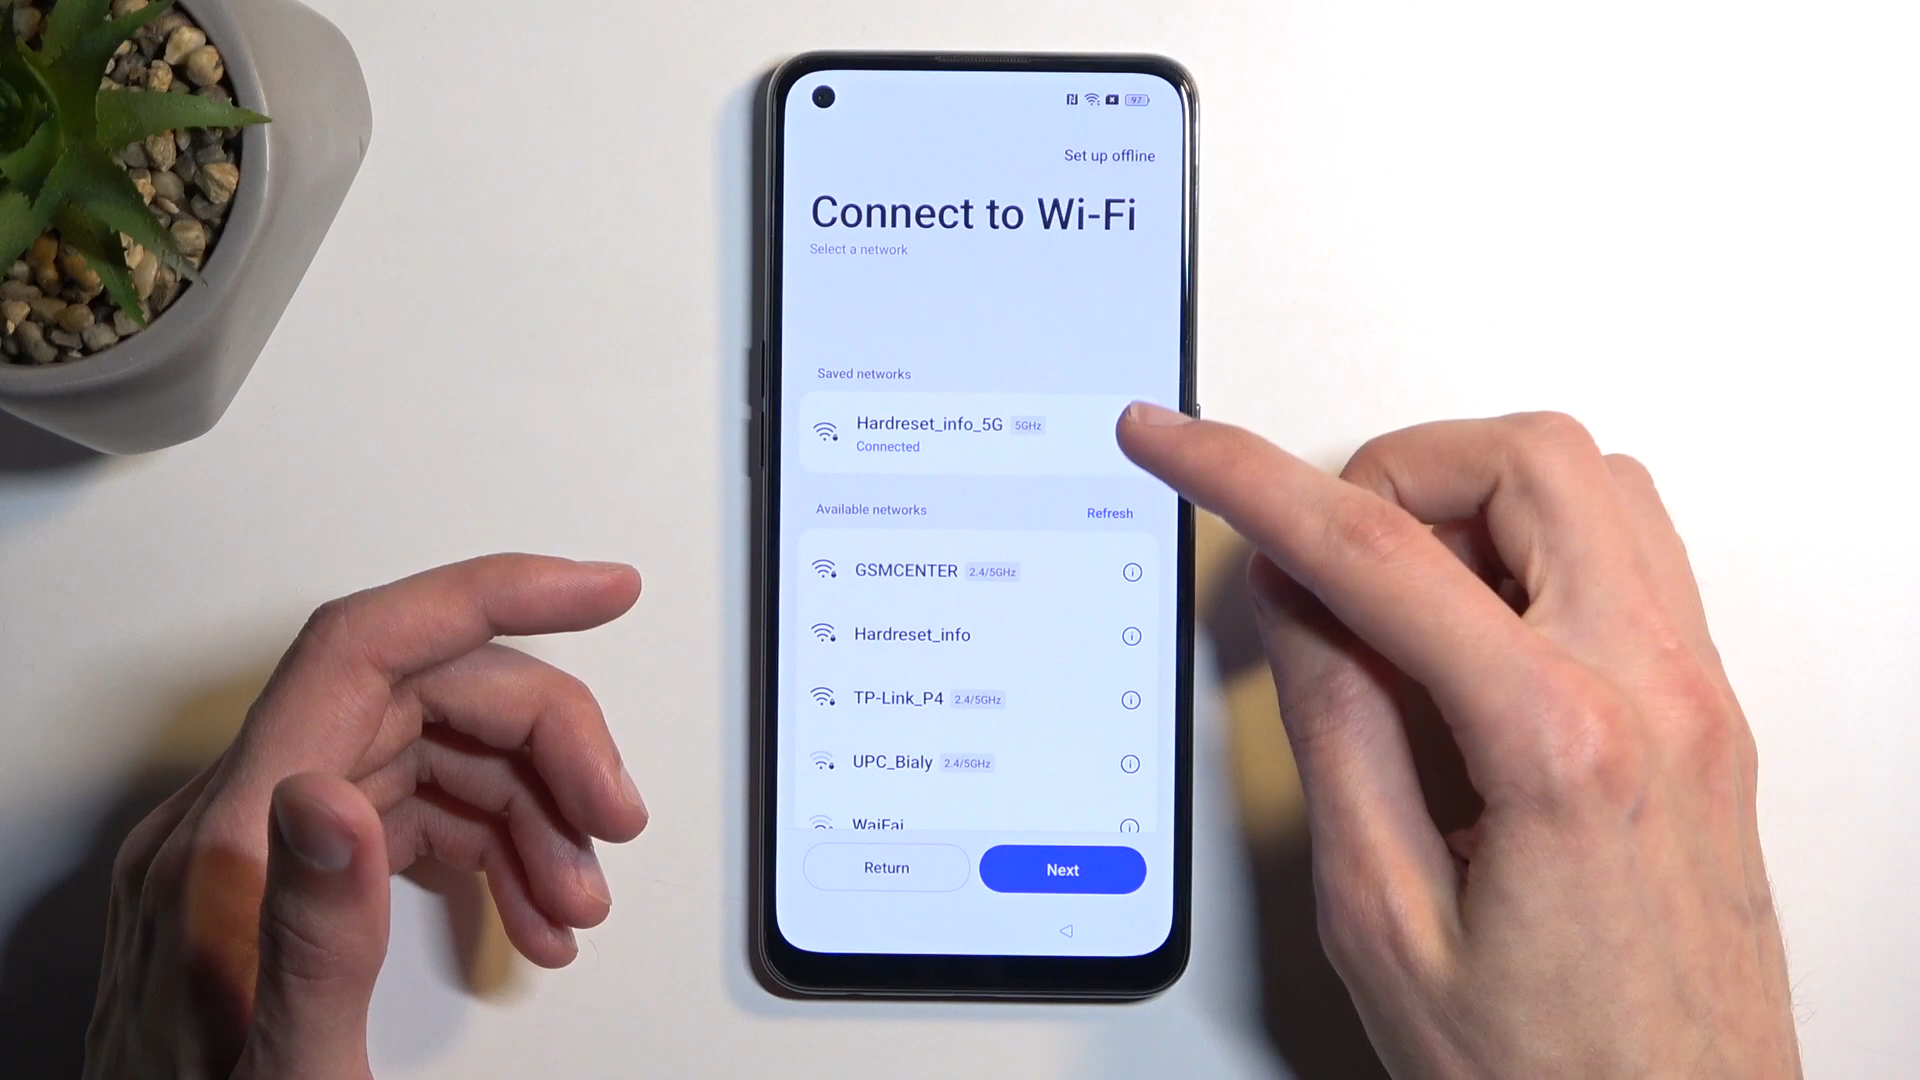 97
Set up offline
Connect to Wi-Fi
Select a network
Saved networks
Hardreset_info_5G 5GHz
Connected
Available networks Refresh
GSMCENTER 2.4/5GHz
Hardreset_info
TP-Link_P4 2.4/5GHz
UPC_Bialy 2.4/5GHz
WaiFai
Return Next